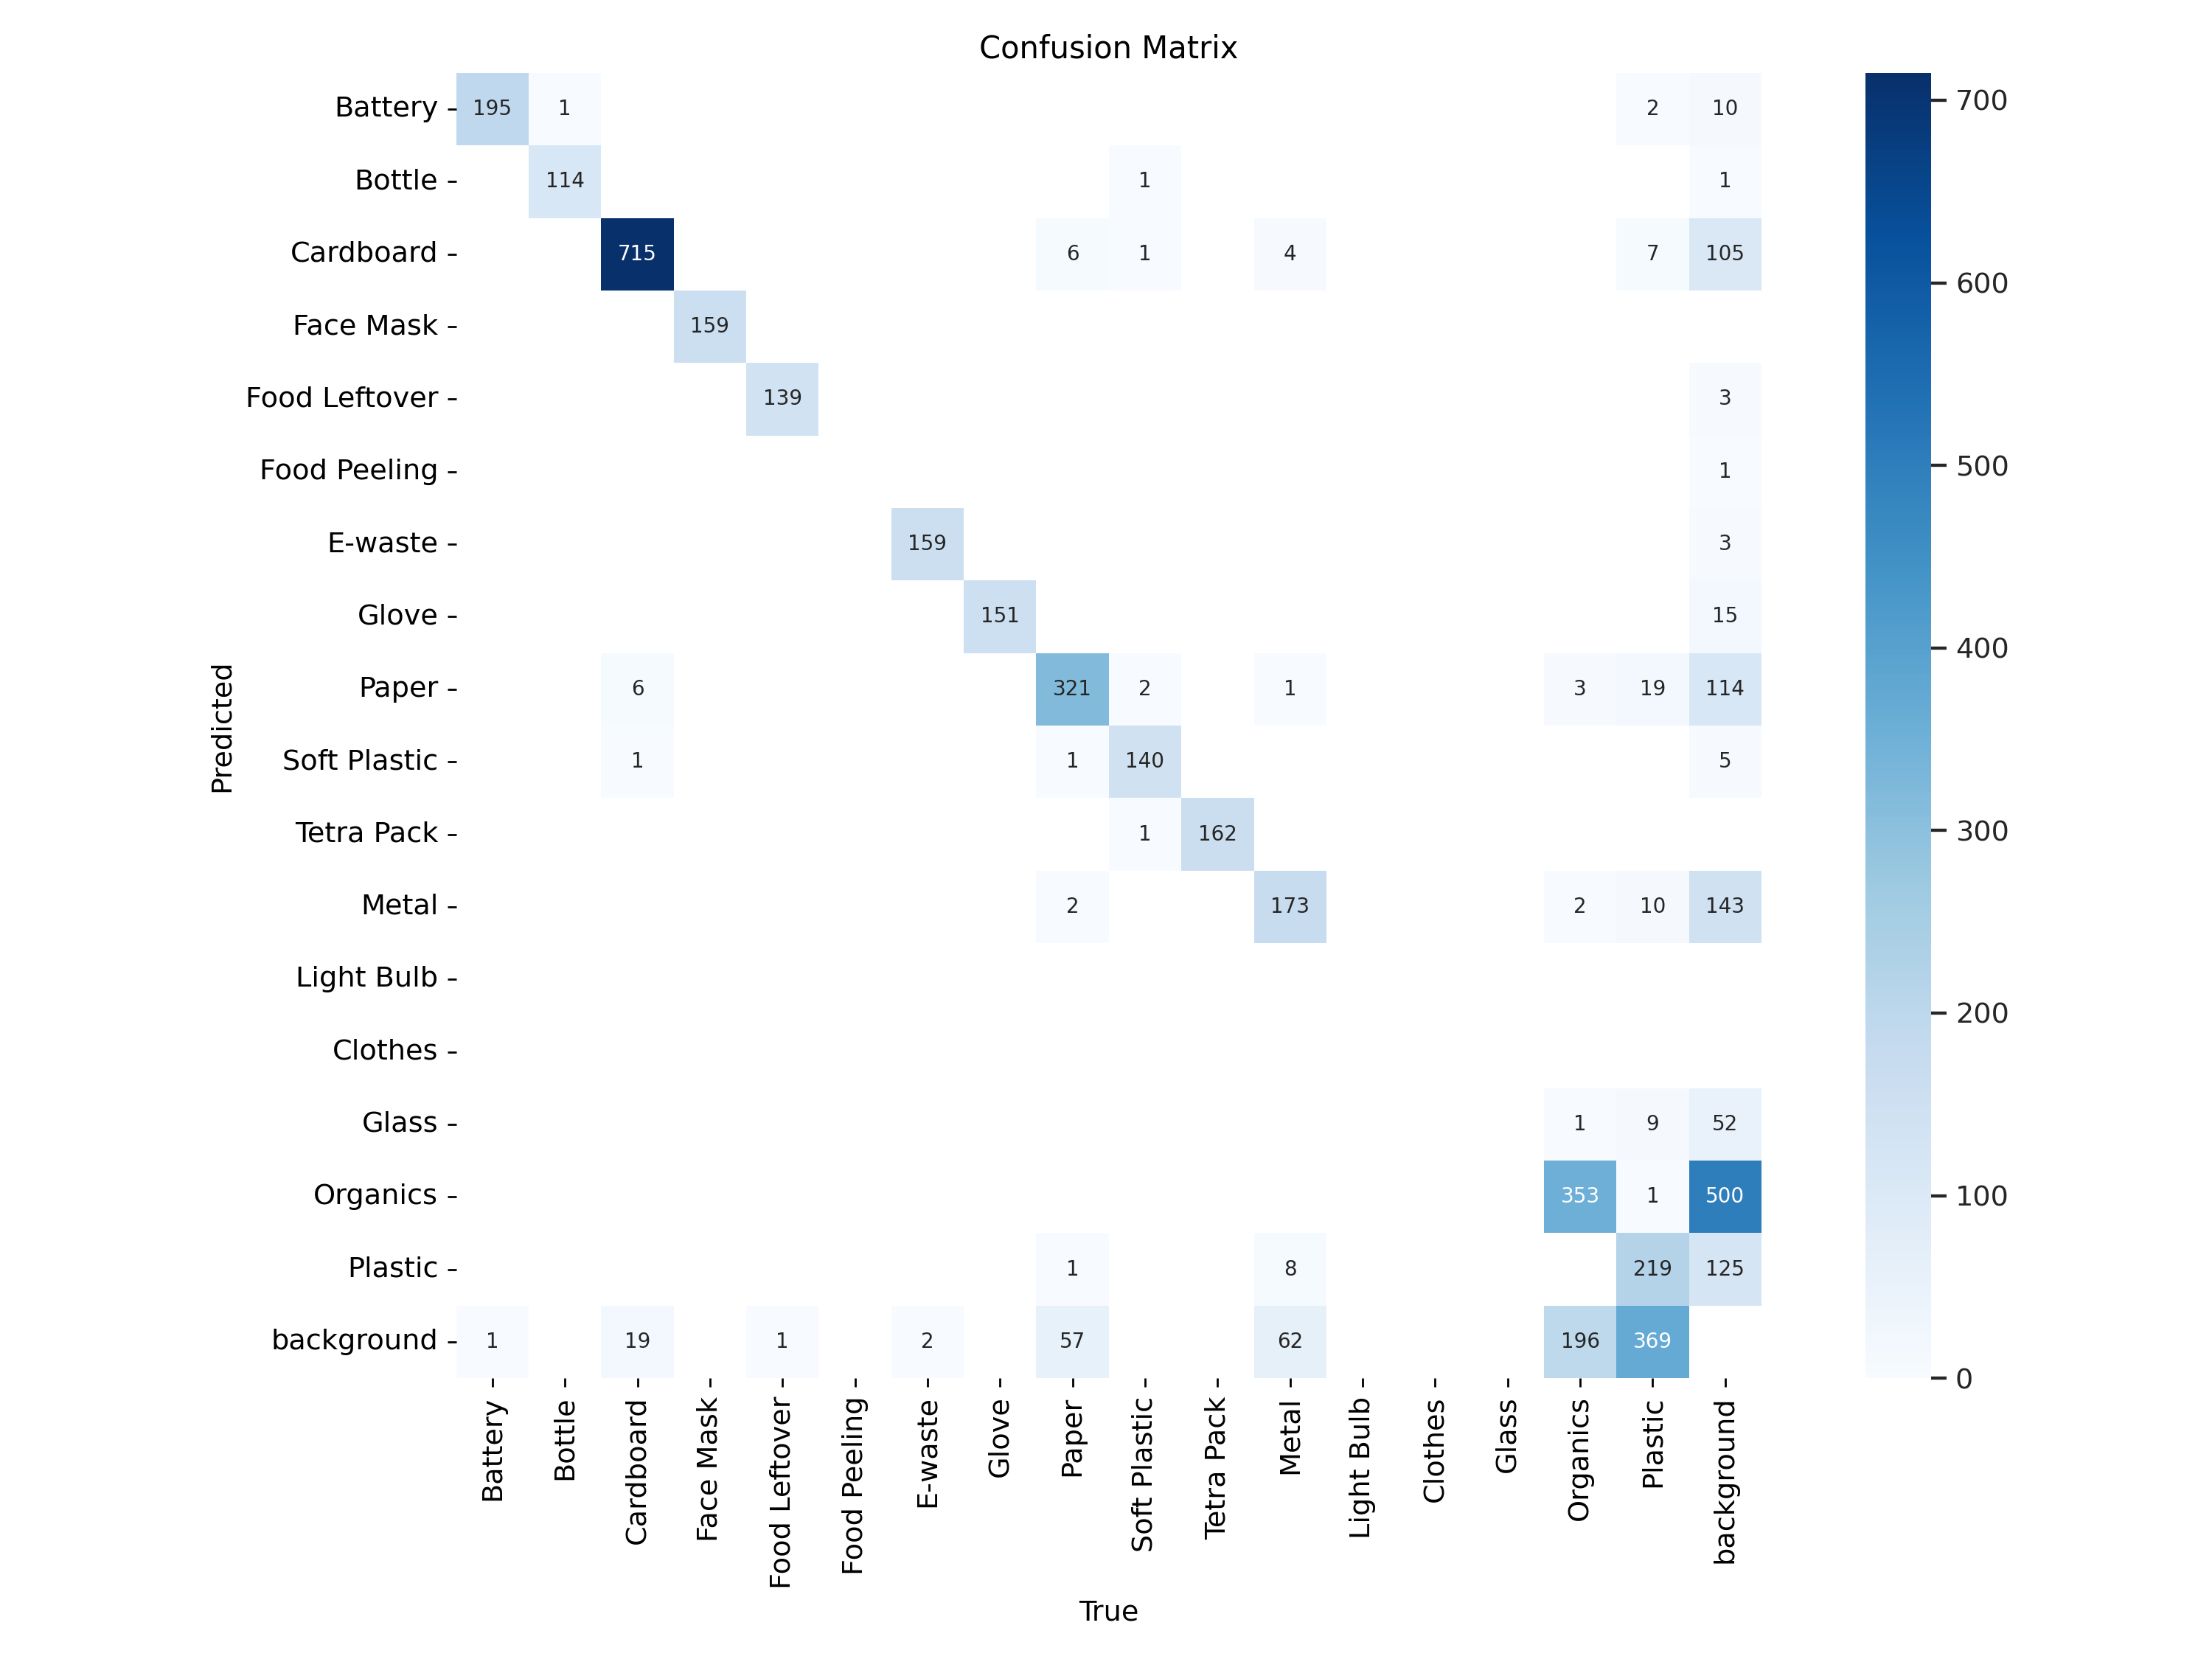 Confusion Matrix
Battery 195 1 2 10
Bottle 114 1 1
Cardboard 715 6 1 4 7 105
Face Mask 159
Food Leftover 139 3
Food Peeling 1
E-waste 159 3
Glove 151 15
Paper 6 321 2 1 3 19 114
Soft Plastic 1 1 140 5
Tetra Pack 1 162
Metal 2 173 2 10 143
Light Bulb
Clothes
Glass 1 9 52
Organics 353 1 500
Plastic 1 8 219 125
background 1 19 1 2 57 62 196 369
Predicted
Battery Bottle Cardboard Face Mask Food Leftover Food Peeling E-waste Glove Paper Soft Plastic Tetra Pack Metal Light Bulb Clothes Glass Organics Plastic background
True
700
600
500
400
300
200
100
0